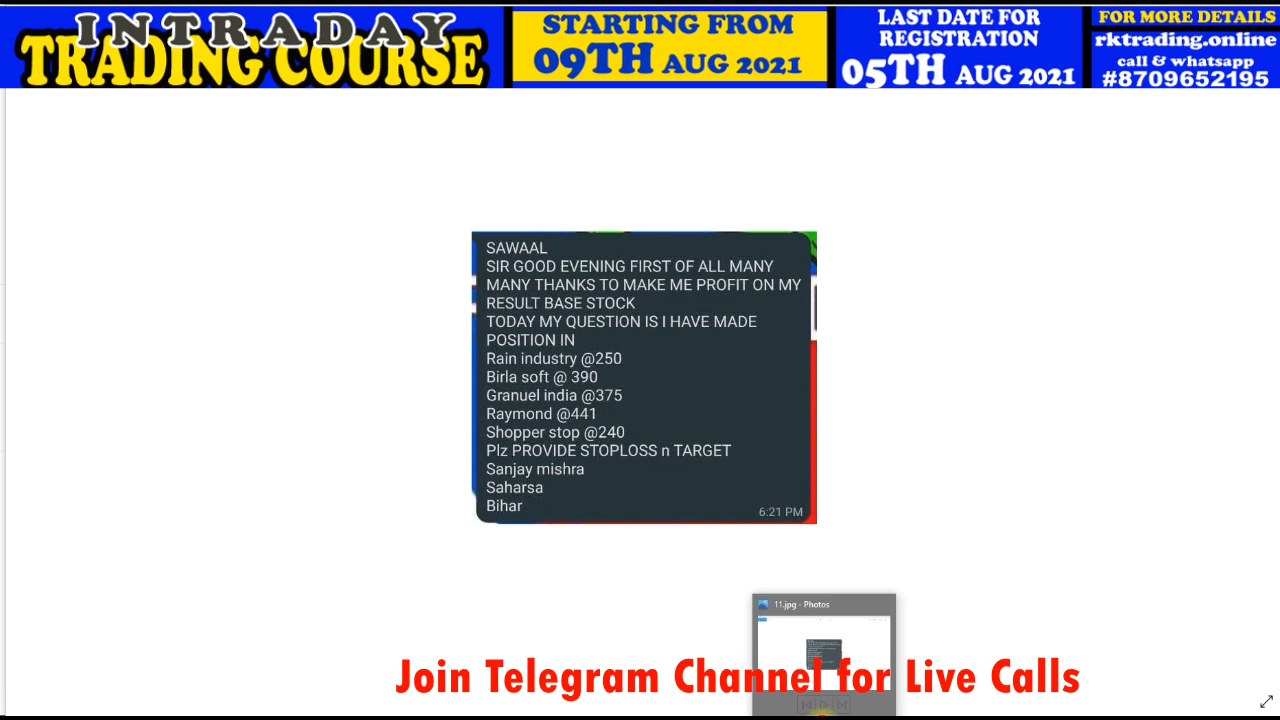 INTRADAY
TRADING COURSE
STARTING FROM
09TH AUG 2021
LAST DATE FOR
REGISTRATION
05TH AUG 2021
FOR MORE DETAILS
rktrading.online
call & whatsapp
#8709652195
SAWAAL
SIR GOOD EVENING FIRST OF ALL MANY
MANY THANKS TO MAKE ME PROFIT ON MY
RESULT BASE STOCK
TODAY MY QUESTION IS I HAVE MADE
POSITION IN
Rain industry @250
Birla soft @ 390
Granuel india @375
Raymond @441
Shopper stop @240
Plz PROVIDE STOPLOSS n TARGET
Sanjay mishra
Saharsa
Bihar
6:21 PM
11.jpg - Photos
Join Telegram Channel for Live Calls